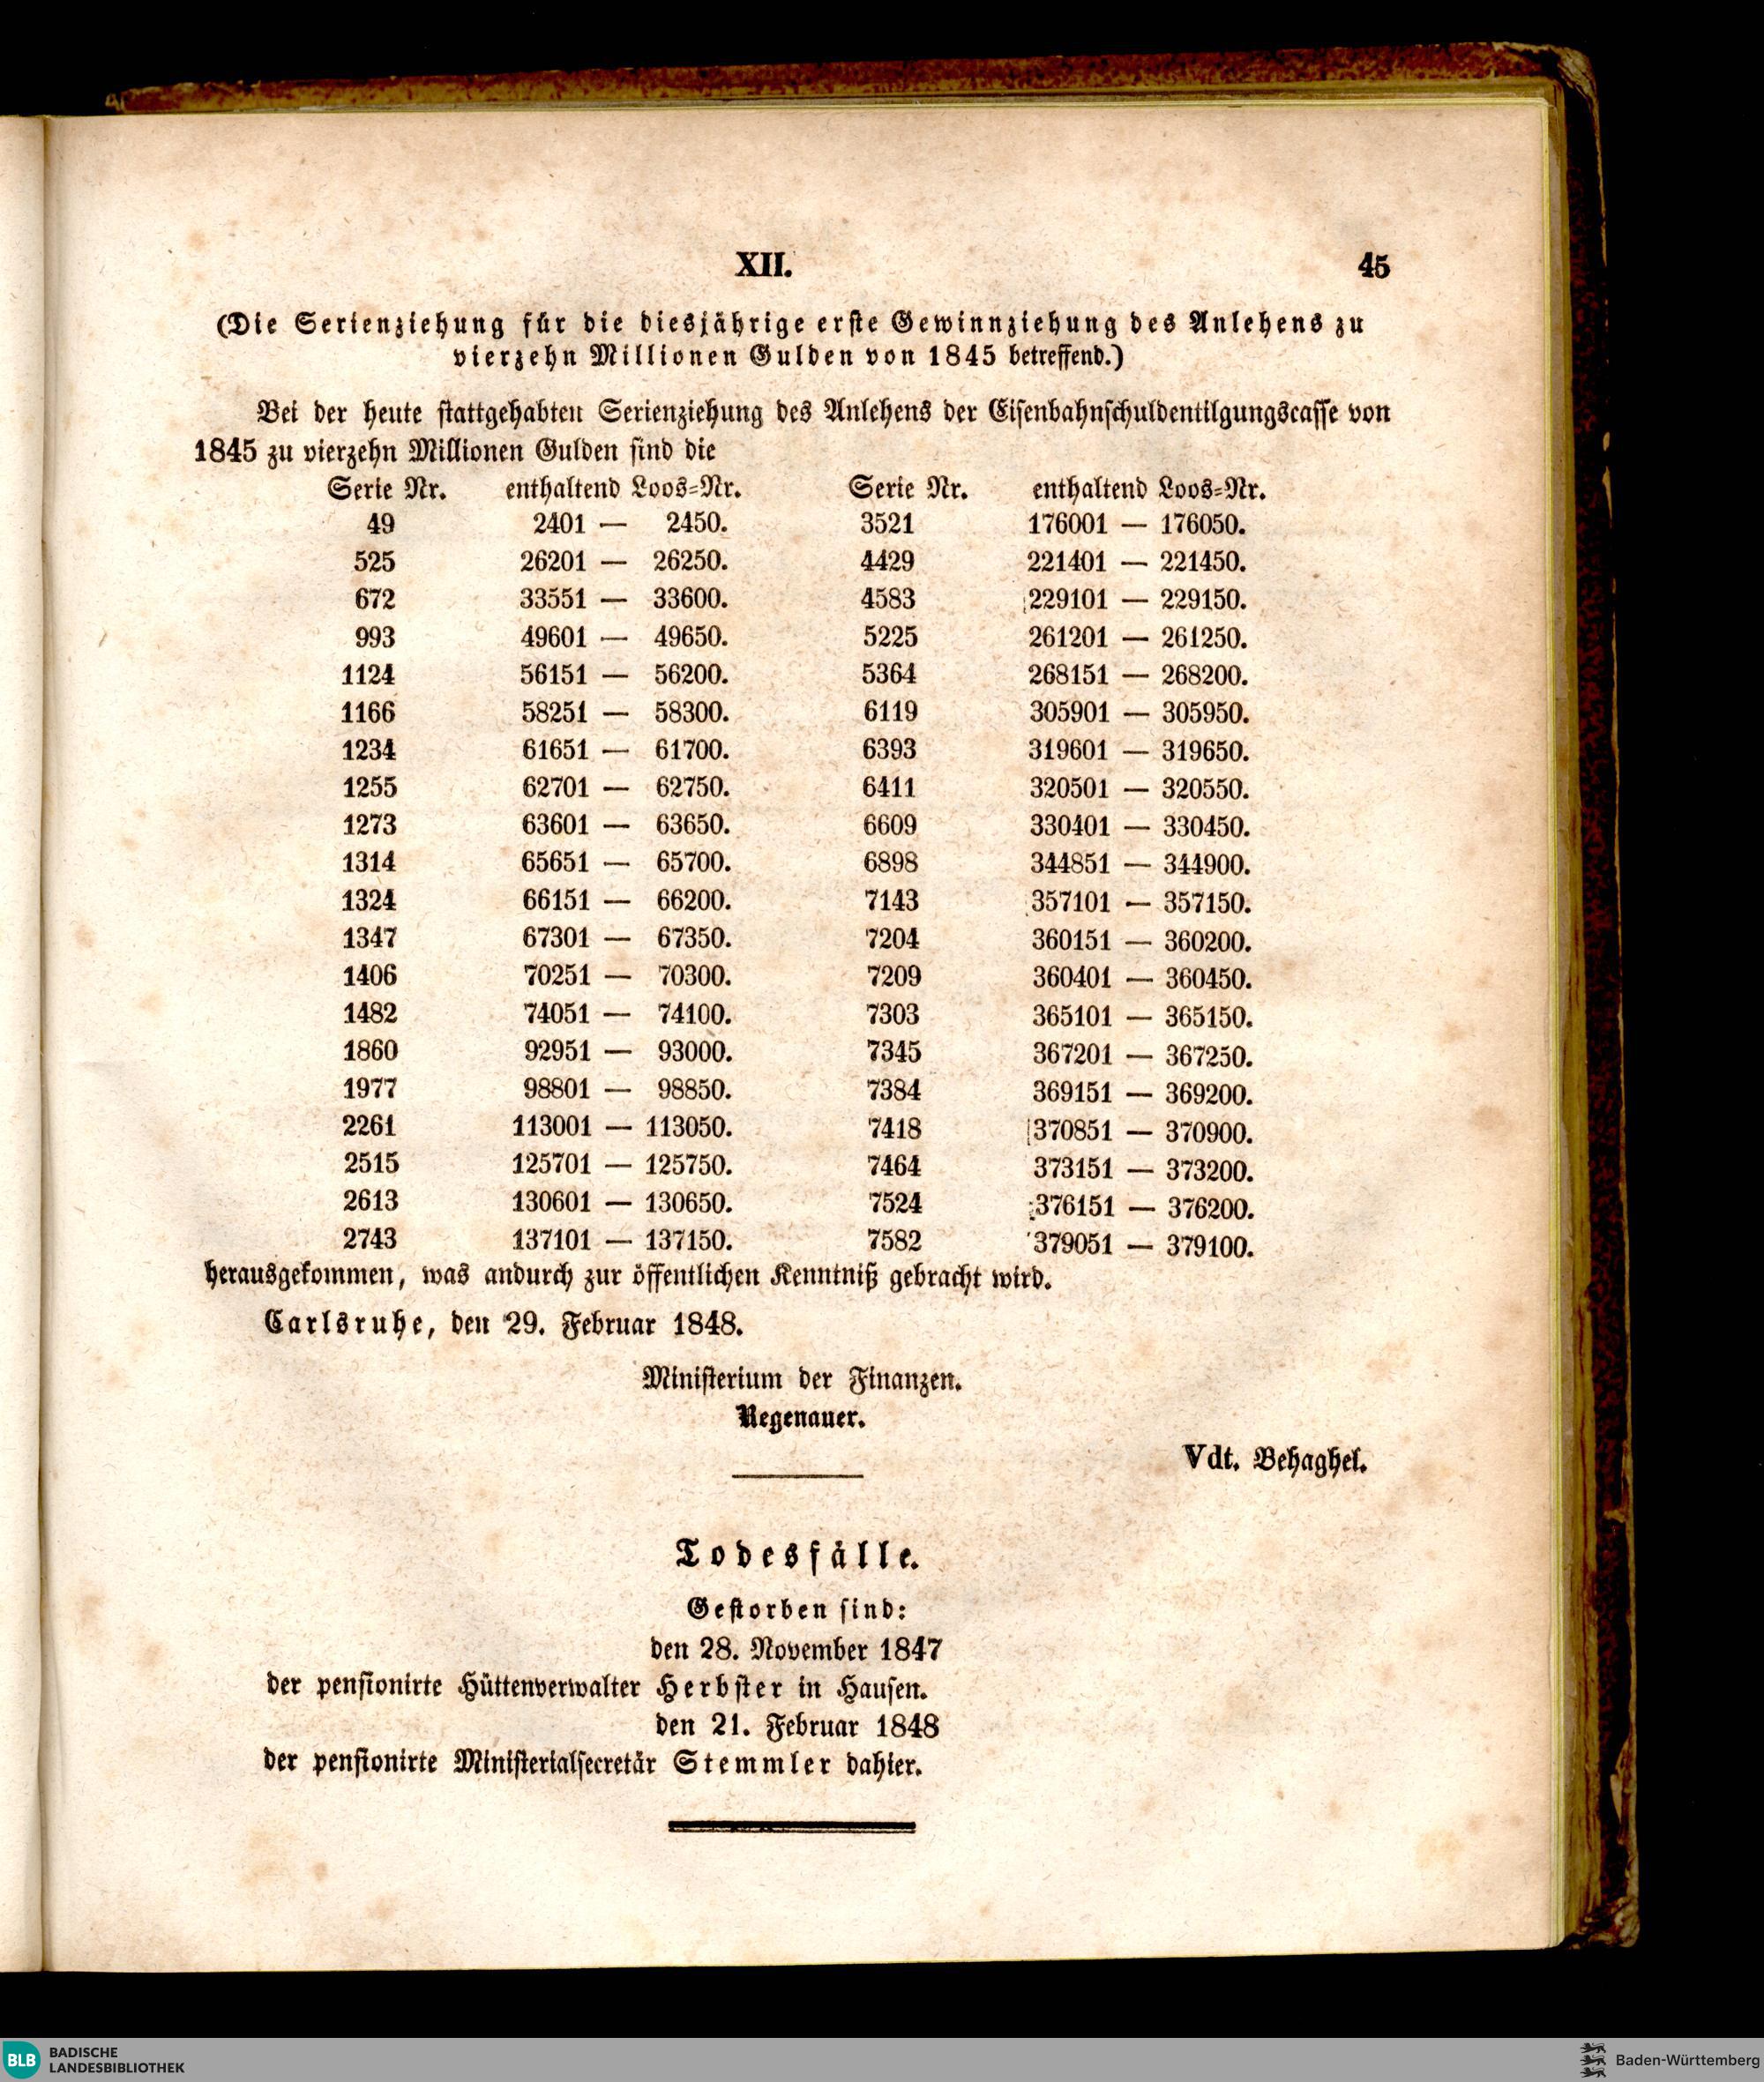 XII. 45
(Die Serienziehung für die diesjährige erste Gewinnziehung des Anlehens zu
vierzehn Millionen Gulden von 1845 betreffend.)
Bei der heute stattgehabten Serienziehung des Anlehens der Eisenbahnschuldentilgungscasse von
1845 zu vierzehn Millionen Gulden sind die
Serie Nr. enthaltend Loos-Nr. Serie Nr. enthaltend Loos-Nr.
49 2401 — 2450. 3521 176001 — 176050.
525 26201 — 26250. 4429 221401 — 221450.
672 33551 — 33600. 4583 229101 — 229150.
993 49601 — 49650. 5225 261201 — 261250.
1124 56151 — 56200. 5364 268151 — 268200.
1166 58251 — 58300. 6119 305901 — 305950.
1234 61651 — 61700. 6393 319601 — 319650.
1255 62701 — 62750. 6411 320501 — 320550.
1273 63601 — 63650. 6609 330401 — 330450.
1314 65651 — 65700. 6898 344851 — 344900.
1324 66151 — 66200. 7143 357101 — 357150.
1347 67301 — 67350. 7204 360151 — 360200.
1406 70251 — 70300. 7209 360401 — 360450.
1482 74051 — 74100. 7303 365101 — 365150.
1860 92951 — 93000. 7345 367201 — 367250.
1977 98801 — 98850. 7384 369151 — 369200.
2261 113001 — 113050. 7418 370851 — 370900.
2515 125701 — 125750. 7464 373151 — 373200.
2613 130601 — 130650. 7524 376151 — 376200.
2743 137101 — 137150. 7582 379051 — 379100.
herausgekommen, was andurch zur öffentlichen Kenntniß gebracht wird.
Carlsruhe, den 29. Februar 1848.
Ministerium der Finanzen.
Regenauer.
Vdt. Behaghel.
Todesfälle.
Gestorben sind:
den 28. November 1847
der pensionirte Hüttenverwalter Herbster in Hausen.
den 21. Februar 1848
der pensionirte Ministerialsecretär Stemmler dahier.
BLB BADISCHE
LANDESBIBLIOTHEK
Baden-Württemberg